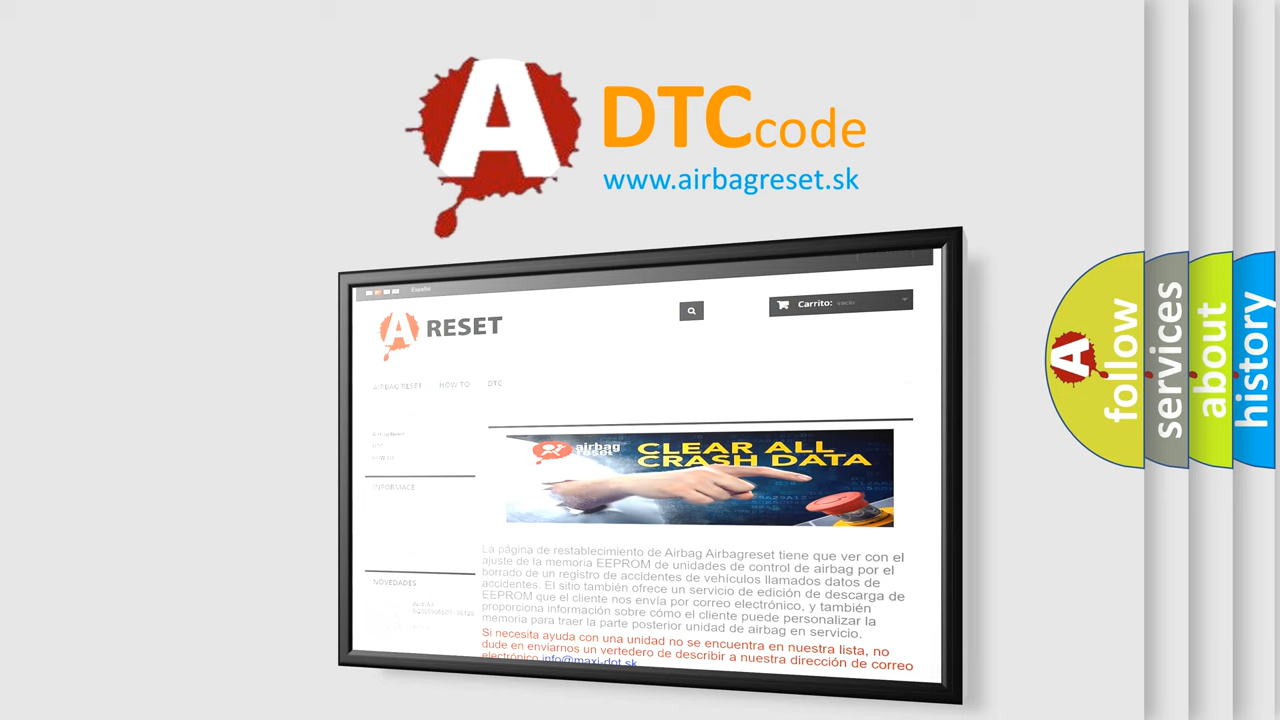 A
DTCcode
www.airbagreset.sk
Español
A RESET
Carrito: vacío
AIRBAG RESET HOW TO DTC
HOW TO
INFORMACE
airbag
reset
CLEAR ALL
CRASH DATA
La página de restablecimiento de Airbag Airbagreset tiene que ver con el
ajuste de la memoria EEPROM de unidades de control de airbag por el
borrado de un registro de accidentes de vehículos llamados datos de
accidentes. El sitio también ofrece un servicio de edición de descarga de
EEPROM que el cliente nos envía por correo electrónico, y también
proporciona información sobre cómo el cliente puede personalizar la
memoria para traer la parte posterior unidad de airbag en servicio.
Si necesita ayuda con una unidad no se encuentra en nuestra lista, no
dude en enviarnos un vertedero de describir a nuestra dirección de correo
electrónico info@maxi-dot.sk
NOVEDADES
A
follow
services
about
history